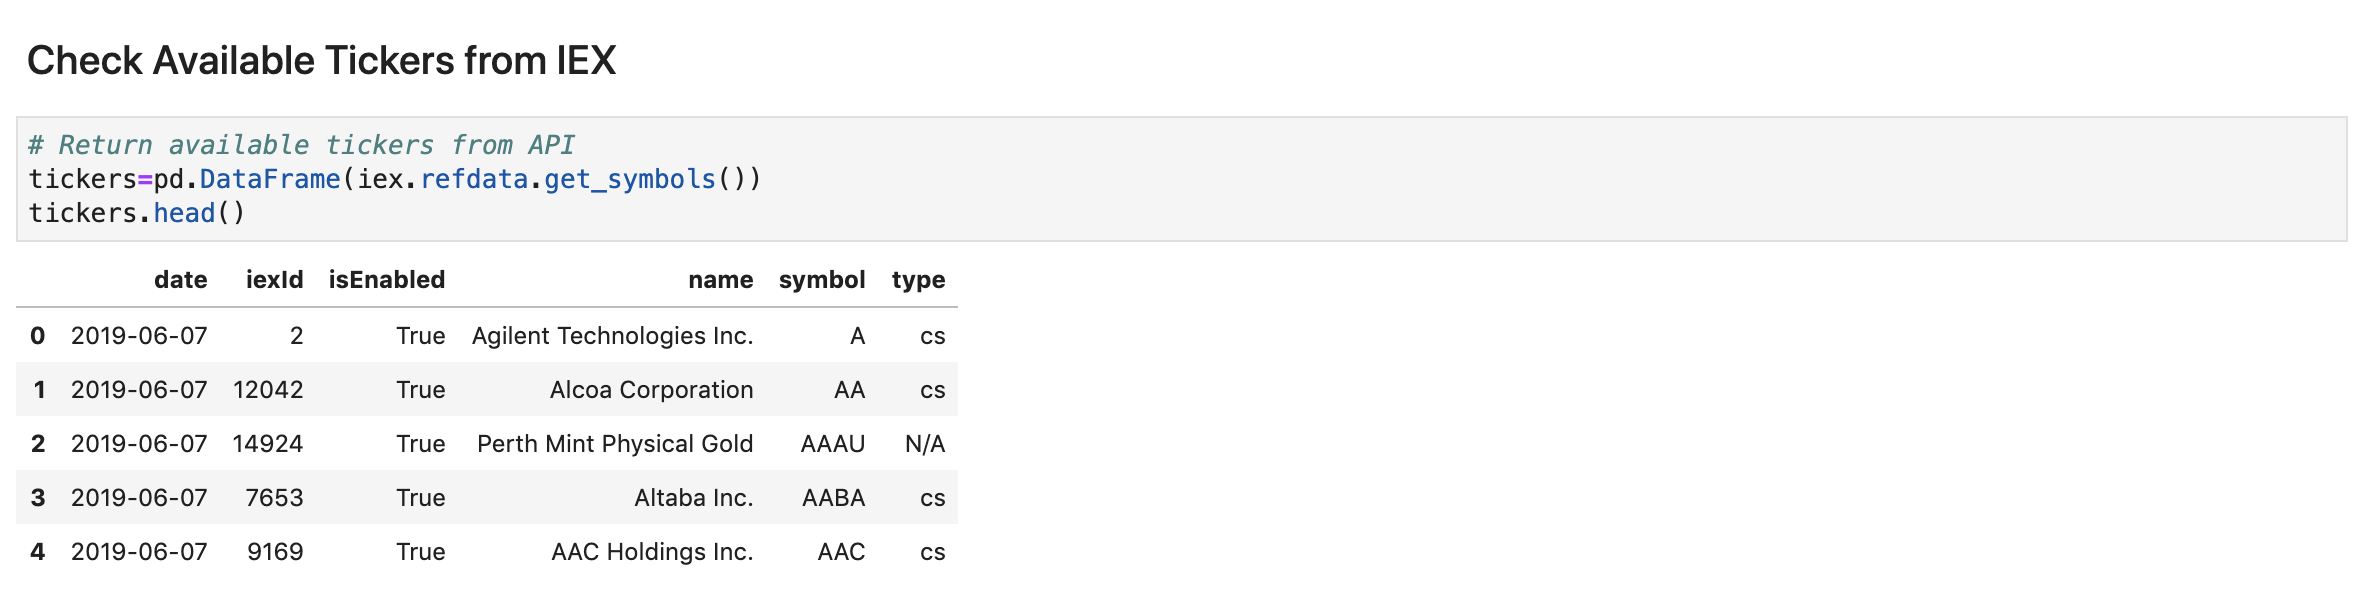 Check Available Tickers from IEX
# Return available tickers from API
tickers=pd.DataFrame(iex.refdata.get_symbols())
tickers.head()
date iexId isEnabled name symbol type
0 2019-06-07 2 True Agilent Technologies Inc. A cs
1 2019-06-07 12042 True Alcoa Corporation AA cs
2 2019-06-07 14924 True Perth Mint Physical Gold AAAU N/A
3 2019-06-07 7653 True Altaba Inc. AABA cs
4 2019-06-07 9169 True AAC Holdings Inc. AAC cs